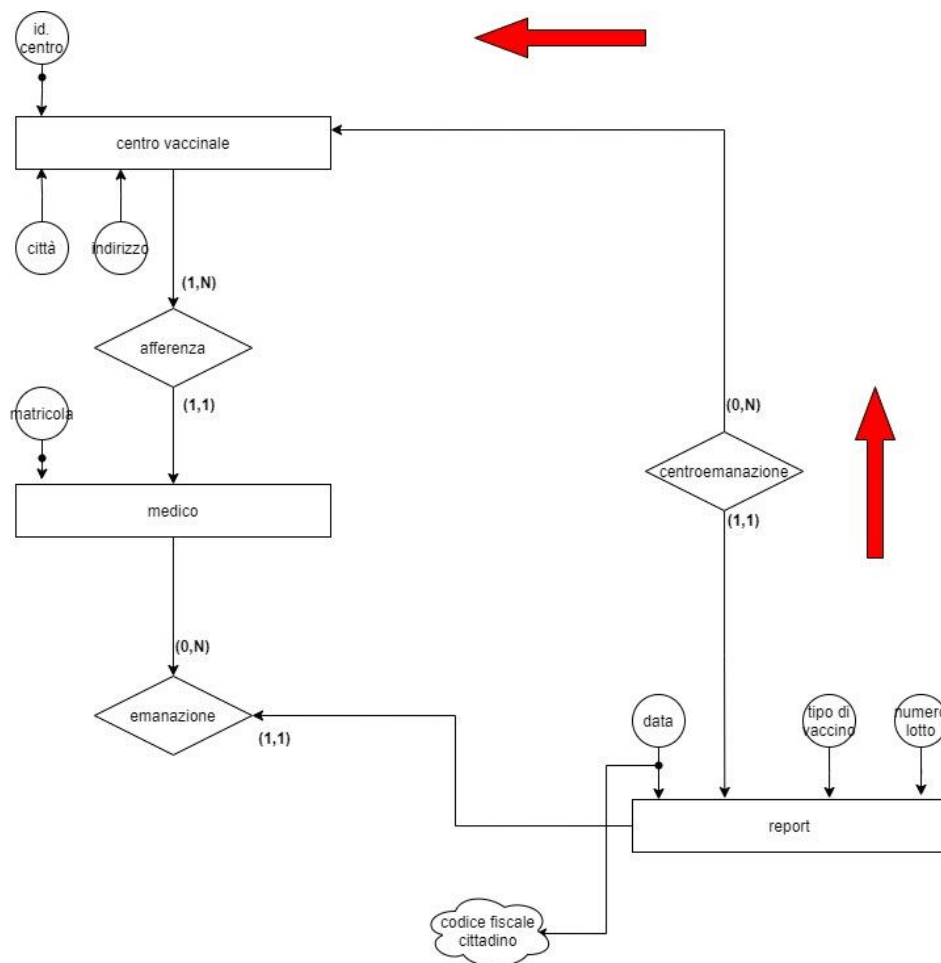 id.
centro
centro vaccinale
città
indirizzo
(1,N)
afferenza
(1,1)
matricola
medico
(0,N)
centroemanazione
(1,1)
(0,N)
emanazione
(1,1)
data
tipo di
vaccino
numero
lotto
report
codice fiscale
cittadino